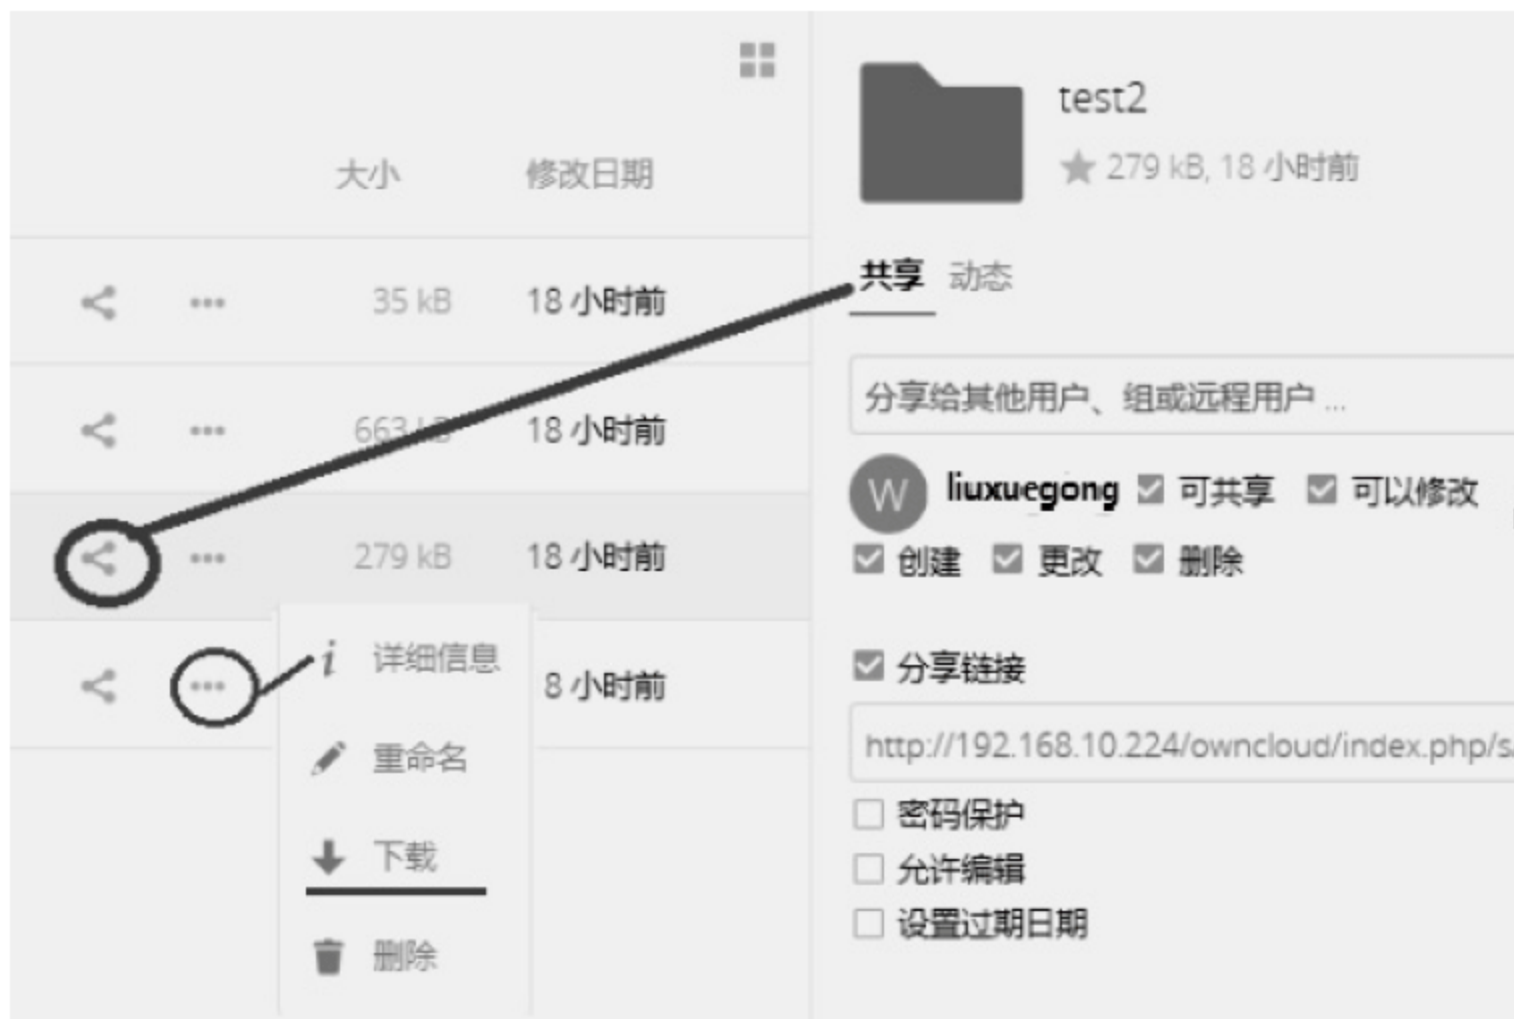 大小 修改日期
35 kB 18 小时前
663 kB 18 小时前
279 kB 18 小时前
8 小时前
详细信息
重命名
下载
删除
test2
279 kB, 18 小时前
共享 动态
分享给其他用户、组或远程用户 ...
W liuxuegong 可共享 可以修改
创建 更改 删除
分享链接
http://192.168.10.224/owncloud/index.php/s/
密码保护
允许编辑
设置过期日期